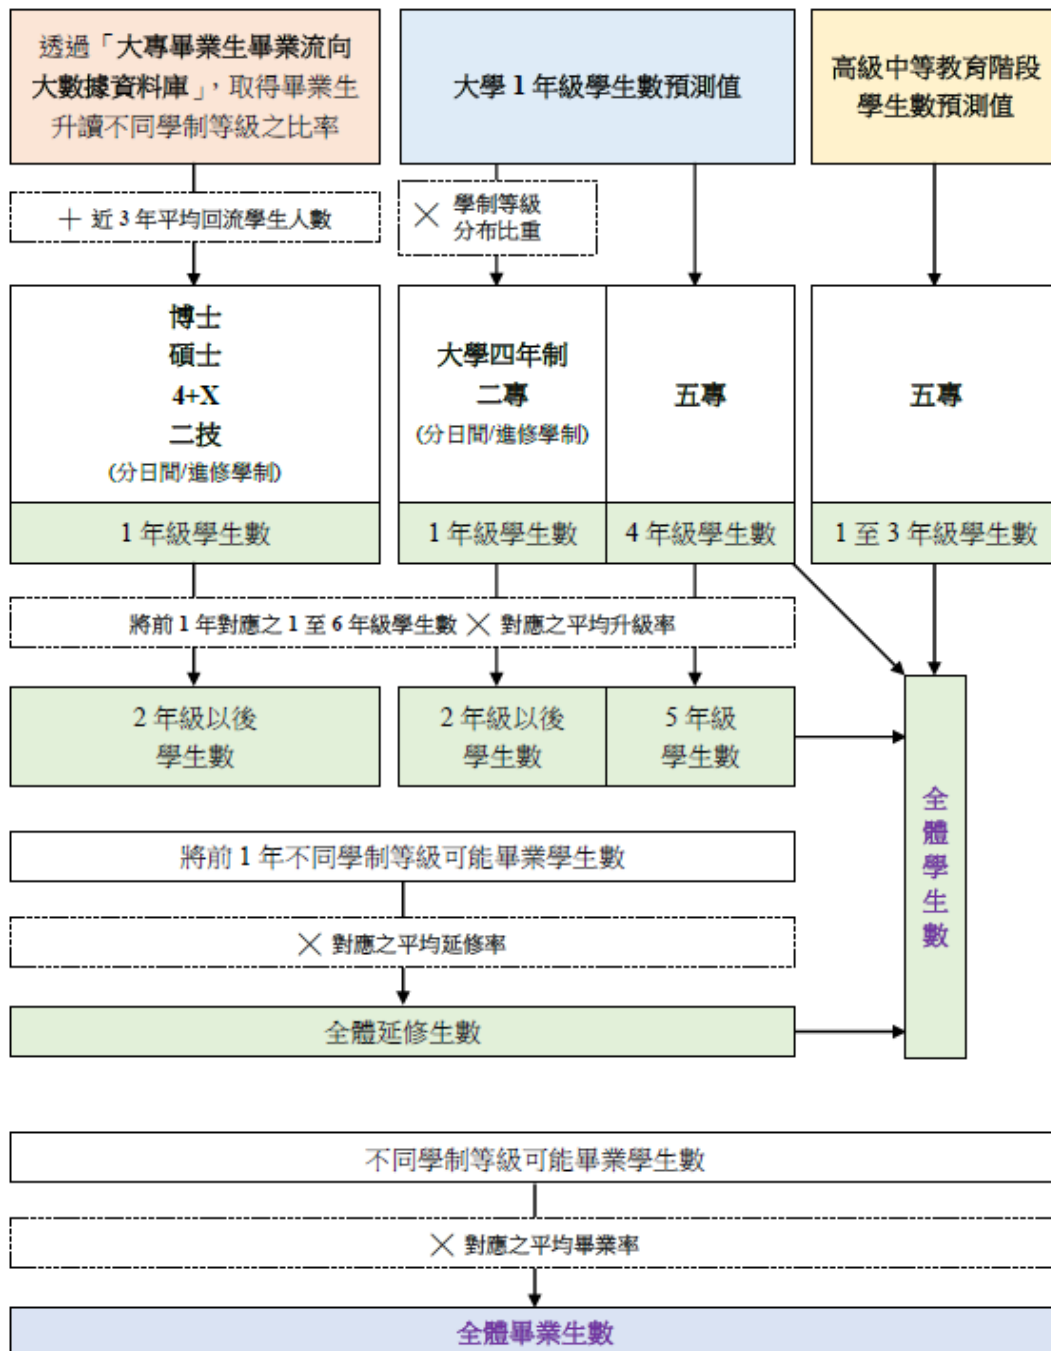 透過「大專畢業生畢業流向
大數據資料庫」，取得畢業生
升讀不同學制等級之比率
大學 1 年級學生數預測值
高級中等教育階段
學生數預測值
＋ 近 3 年平均回流學生人數
× 學制等級
分布比重
博士
碩士
4+X
二技
(分日間/進修學制)
1 年級學生數
大學四年制
二專
(分日間/進修學制)
1 年級學生數
五專
4 年級學生數
五專
1 至 3 年級學生數
將前 1 年對應之 1 至 6 年級學生數 × 對應之平均升級率
2 年級以後
學生數
2 年級以後
學生數
5 年級
學生數
全體學生數
將前 1 年不同學制等級可能畢業學生數
× 對應之平均延修率
全體延修生數
不同學制等級可能畢業學生數
× 對應之平均畢業率
全體畢業生數